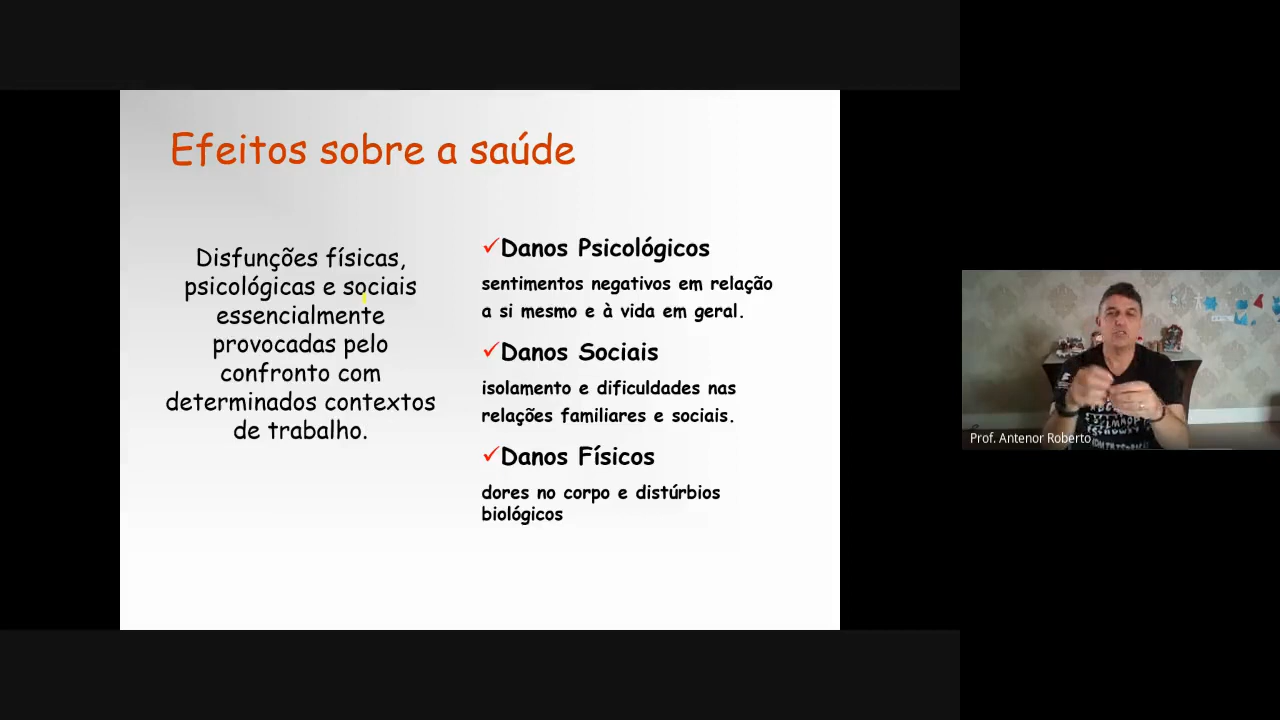 Efeitos sobre a saúde
Disfunções físicas,
psicológicas e sociais
essencialmente
provocadas pelo
confronto com
determinados contextos
de trabalho.
✓Danos Psicológicos
sentimentos negativos em relação
a si mesmo e à vida em geral.
✓Danos Sociais
isolamento e dificuldades nas
relações familiares e sociais.
✓Danos Físicos
dores no corpo e distúrbios
biológicos
Prof. Antenor Roberto